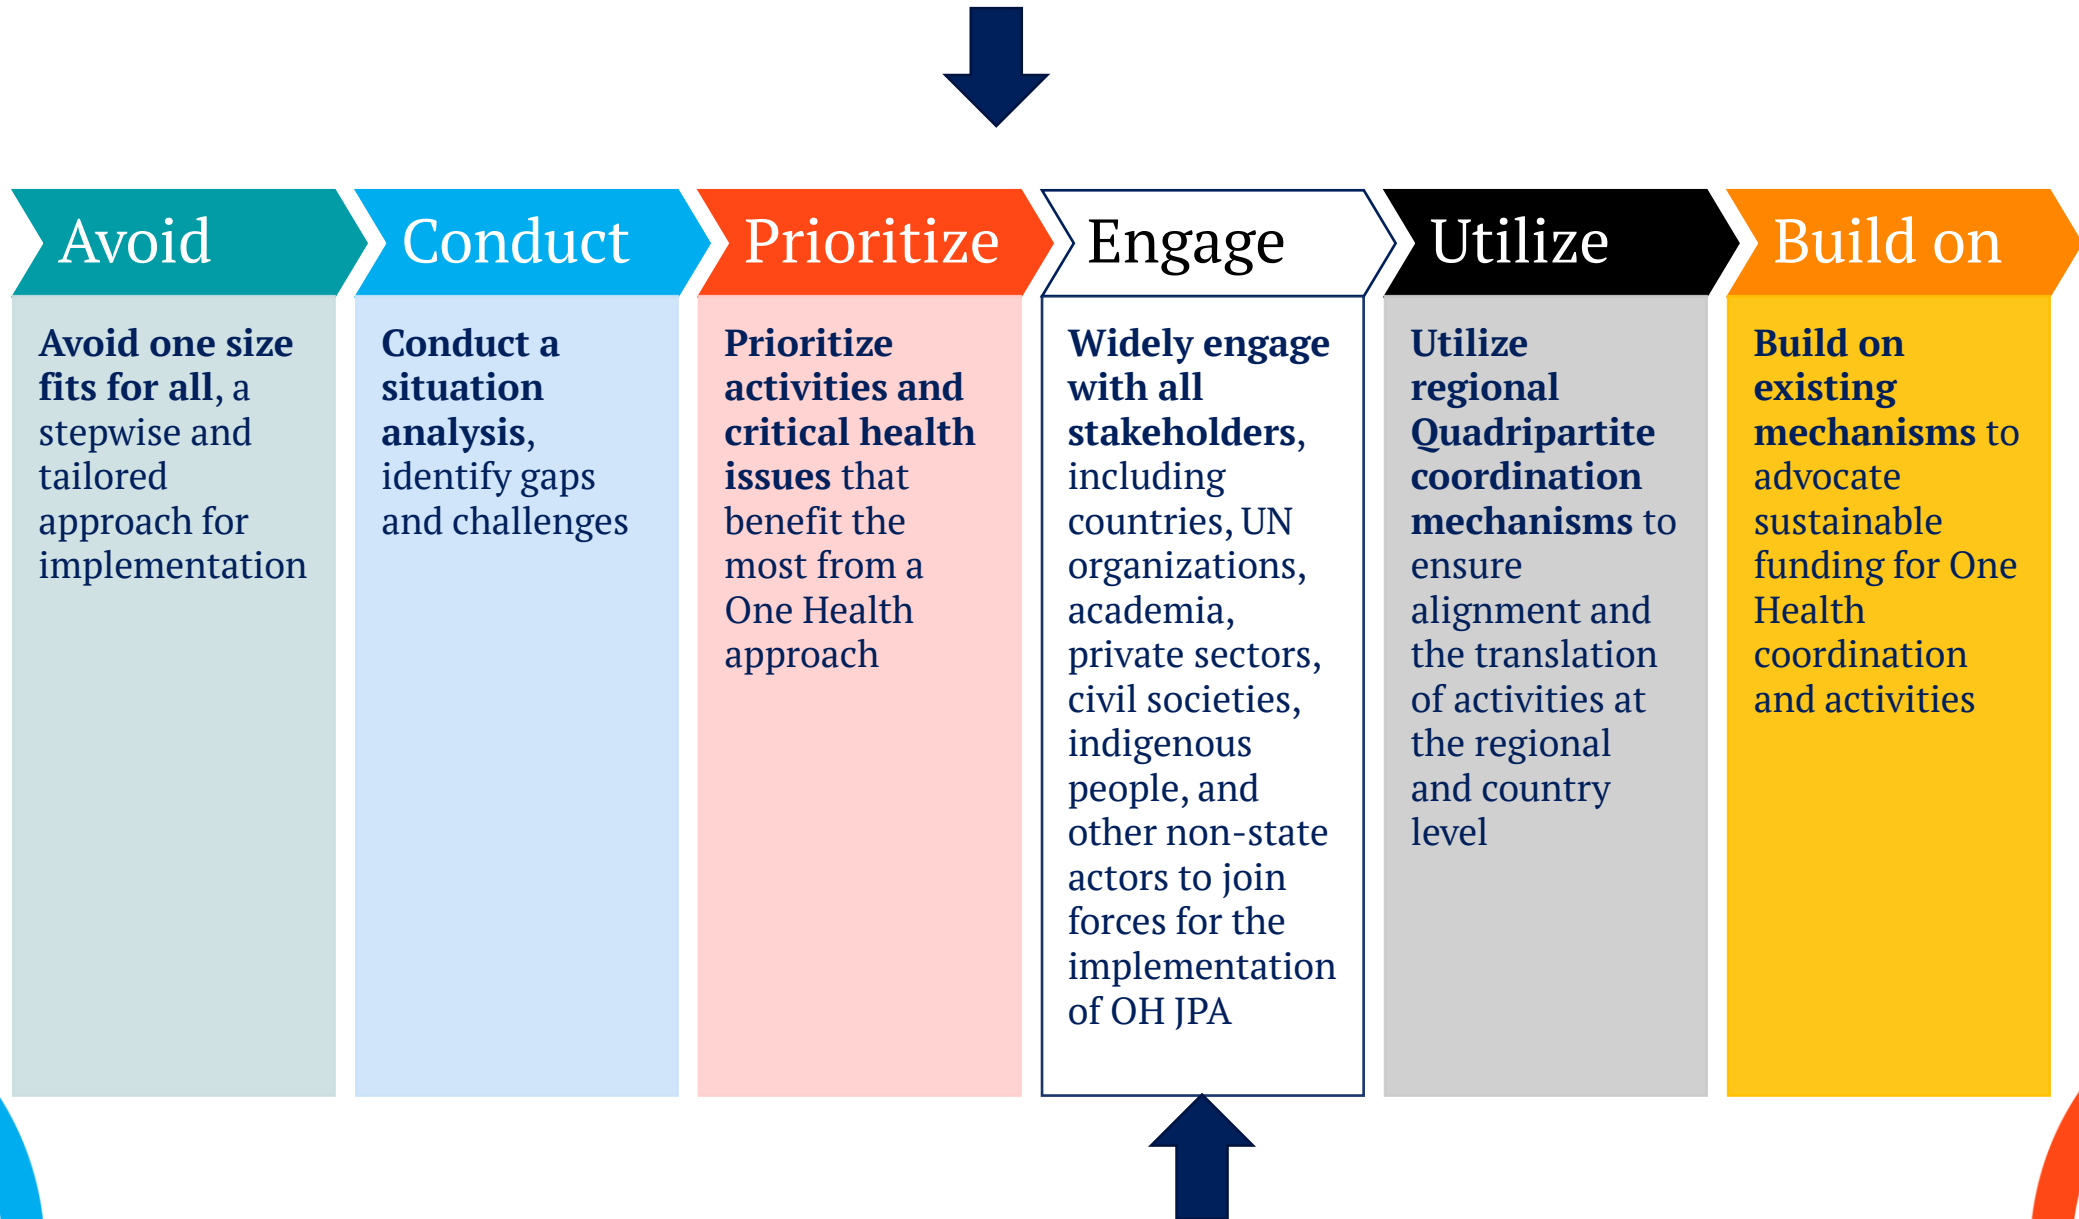 Avoid
Avoid one size
fits for all, a
stepwise and
tailored
approach for
implementation
Conduct
Conduct a
situation
analysis,
identify gaps
and challenges
Prioritize
Prioritize
activities and
critical health
issues that
benefit the
most from a
One Health
approach
Engage
Widely engage
with all
stakeholders,
including
countries, UN
organizations,
academia,
private sectors,
civil societies,
indigenous
people, and
other non-state
actors to join
forces for the
implementation
of OH JPA
Utilize
Utilize
regional
Quadripartite
coordination
mechanisms to
ensure
alignment and
the translation
of activities at
the regional
and country
level
Build on
Build on
existing
mechanisms to
advocate
sustainable
funding for One
Health
coordination
and activities